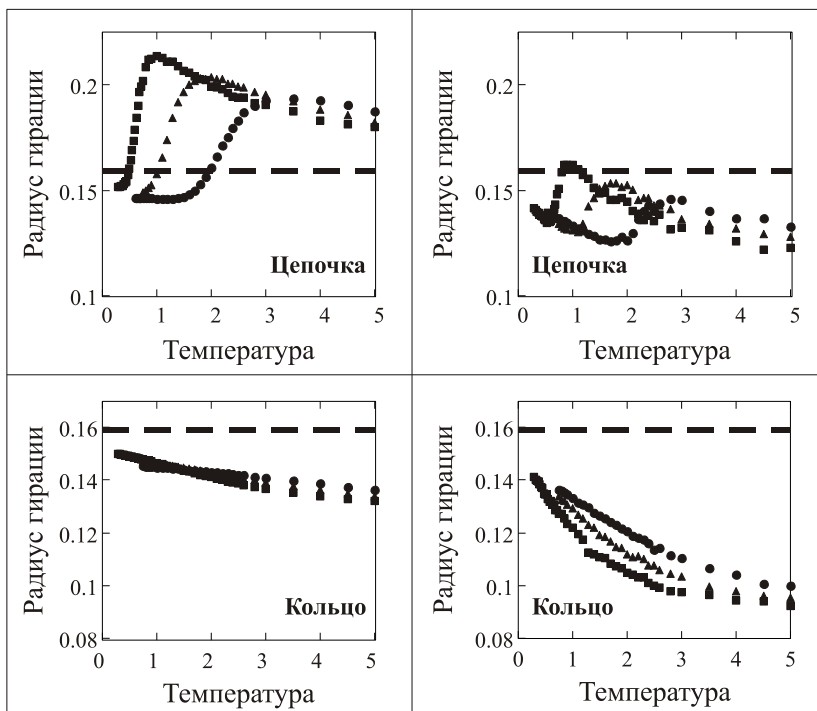 0.2
0.15
0.1
0 1 2 3 4 5
Радиус гирации
Цепочка
Температура
0.2
0.15
0.1
0 1 2 3 4 5
Радиус гирации
Цепочка
Температура
0.16
0.14
0.12
0.1
0.08
0 1 2 3 4 5
Радиус гирации
Кольцо
Температура
0.16
0.14
0.12
0.1
0.08
0 1 2 3 4 5
Радиус гирации
Кольцо
Температура